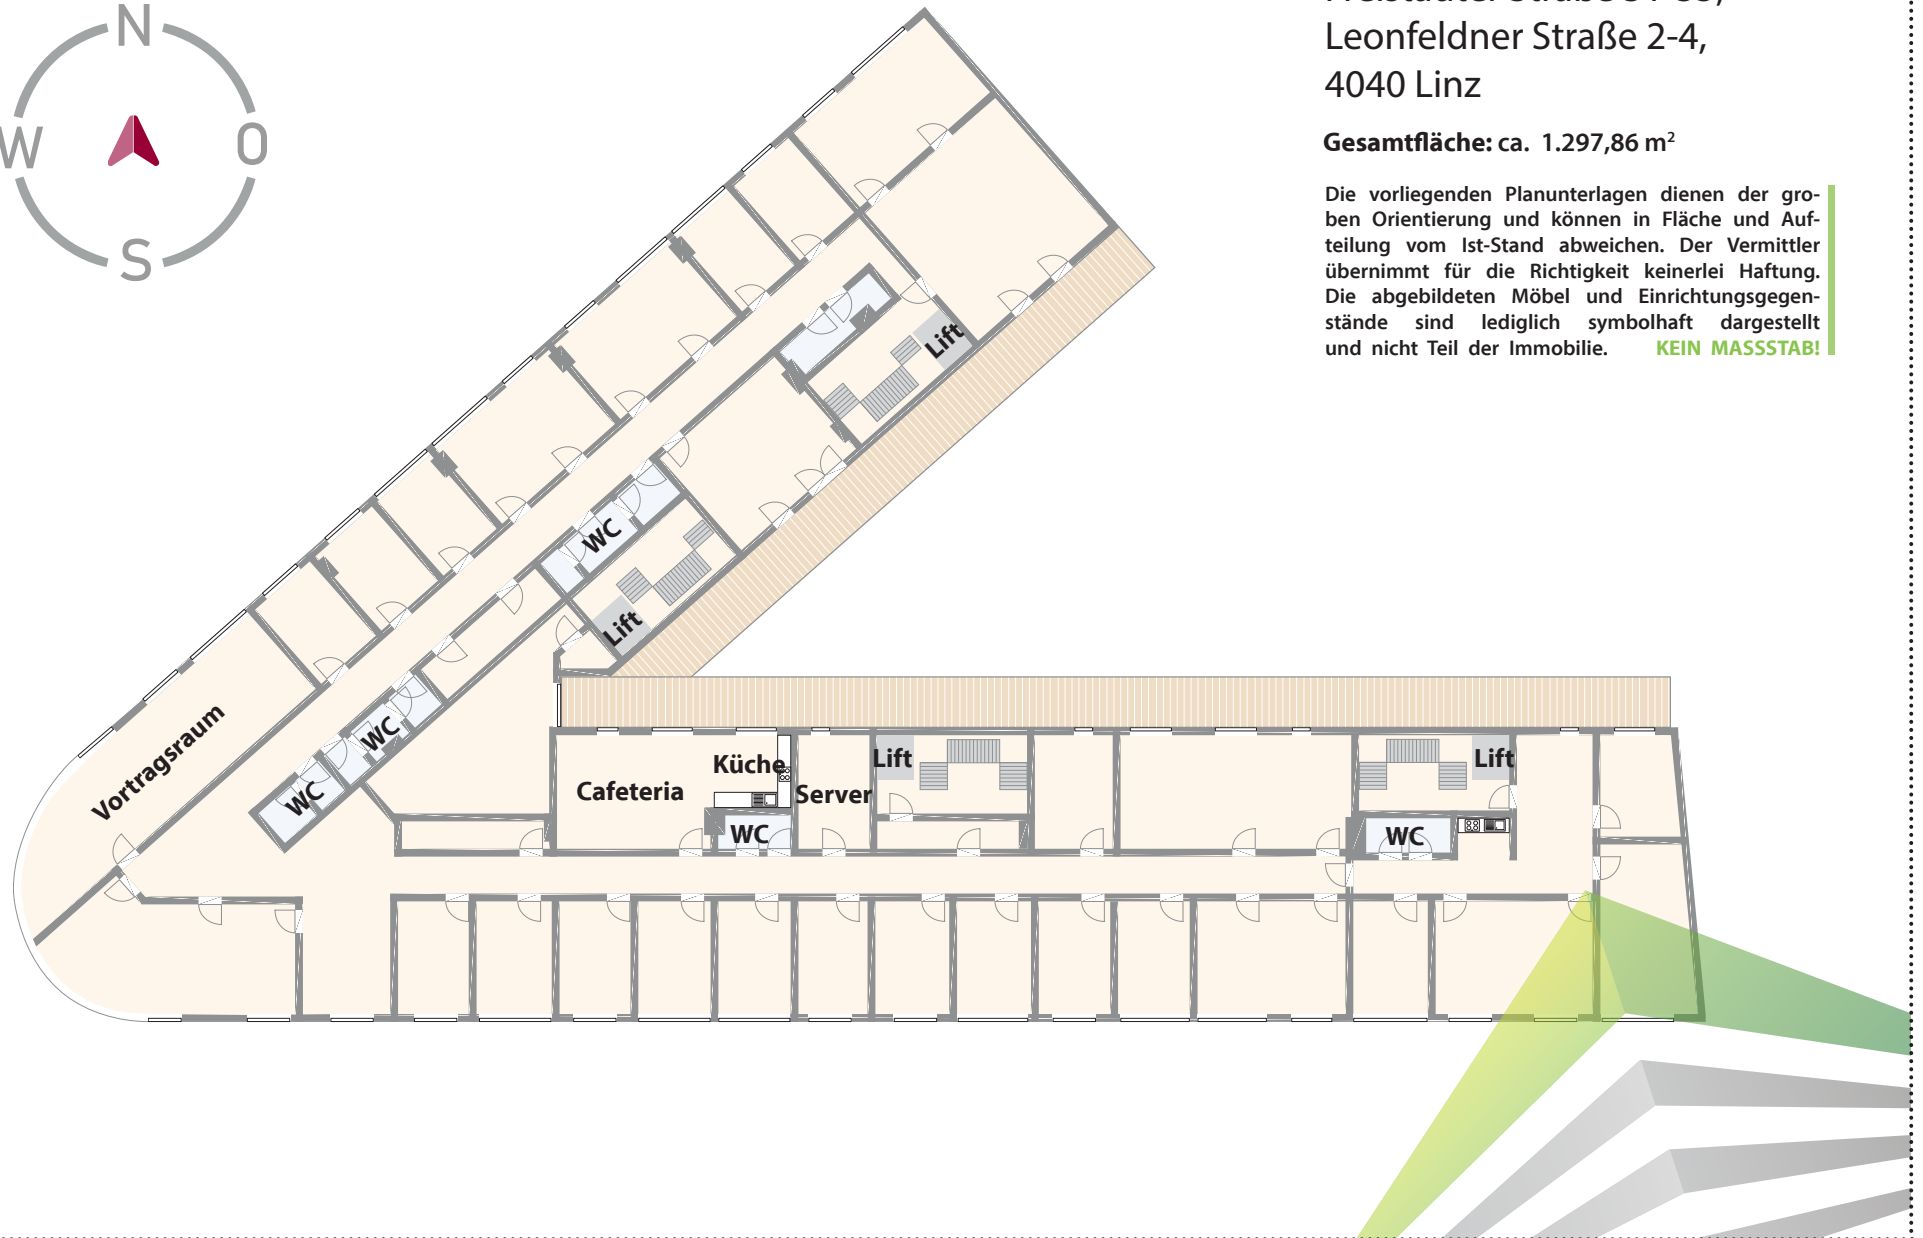 N
W
O
S
Leonfeldner Straße 2-4,
4040 Linz
Gesamtfläche: ca. 1.297,86 m²
Die vorliegenden Planunterlagen dienen der gro-
ben Orientierung und können in Fläche und Auf-
teilung vom Ist-Stand abweichen. Der Vermittler
übernimmt für die Richtigkeit keinerlei Haftung.
Die abgebildeten Möbel und Einrichtungsgegen-
stände sind lediglich symbolhaft dargestellt
und nicht Teil der Immobilie. KEIN MASSSTAB!
Lift
WC
Lift
WC
Vortragsraum
WC
Küche
Cafeteria
Server
Lift
WC
Lift
WC